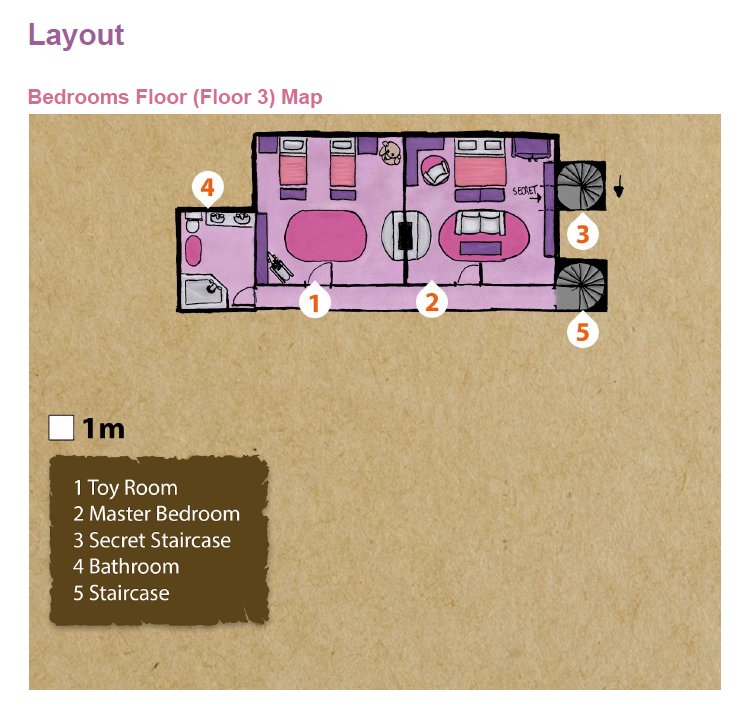 Layout
Bedrooms Floor (Floor 3) Map
4
SECRET
3
1
2
5
1m
1 Toy Room
2 Master Bedroom
3 Secret Staircase
4 Bathroom
5 Staircase